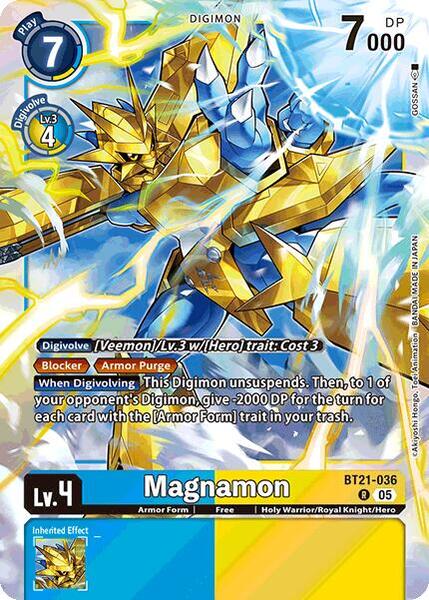 DIGIMON
Play
7
7000
DP
Digivolve
Lv.3
4
GOSSAN
©Akiyoshi Hongo, Toei Animation BANDAI MADE IN JAPAN
Digivolve [Veemon]/Lv.3 w/[Hero] trait: Cost 3
Blocker Armor Purge
When Digivolving This Digimon unsuspends. Then, to 1 of
your opponent's Digimon, give -2000 DP for the turn for
each card with the [Armor Form] trait in your trash.
Lv.4
Magnamon
BT21-036
R 05
Armor Form | Free | Holy Warrior/Royal Knight/Hero
Inherited Effect